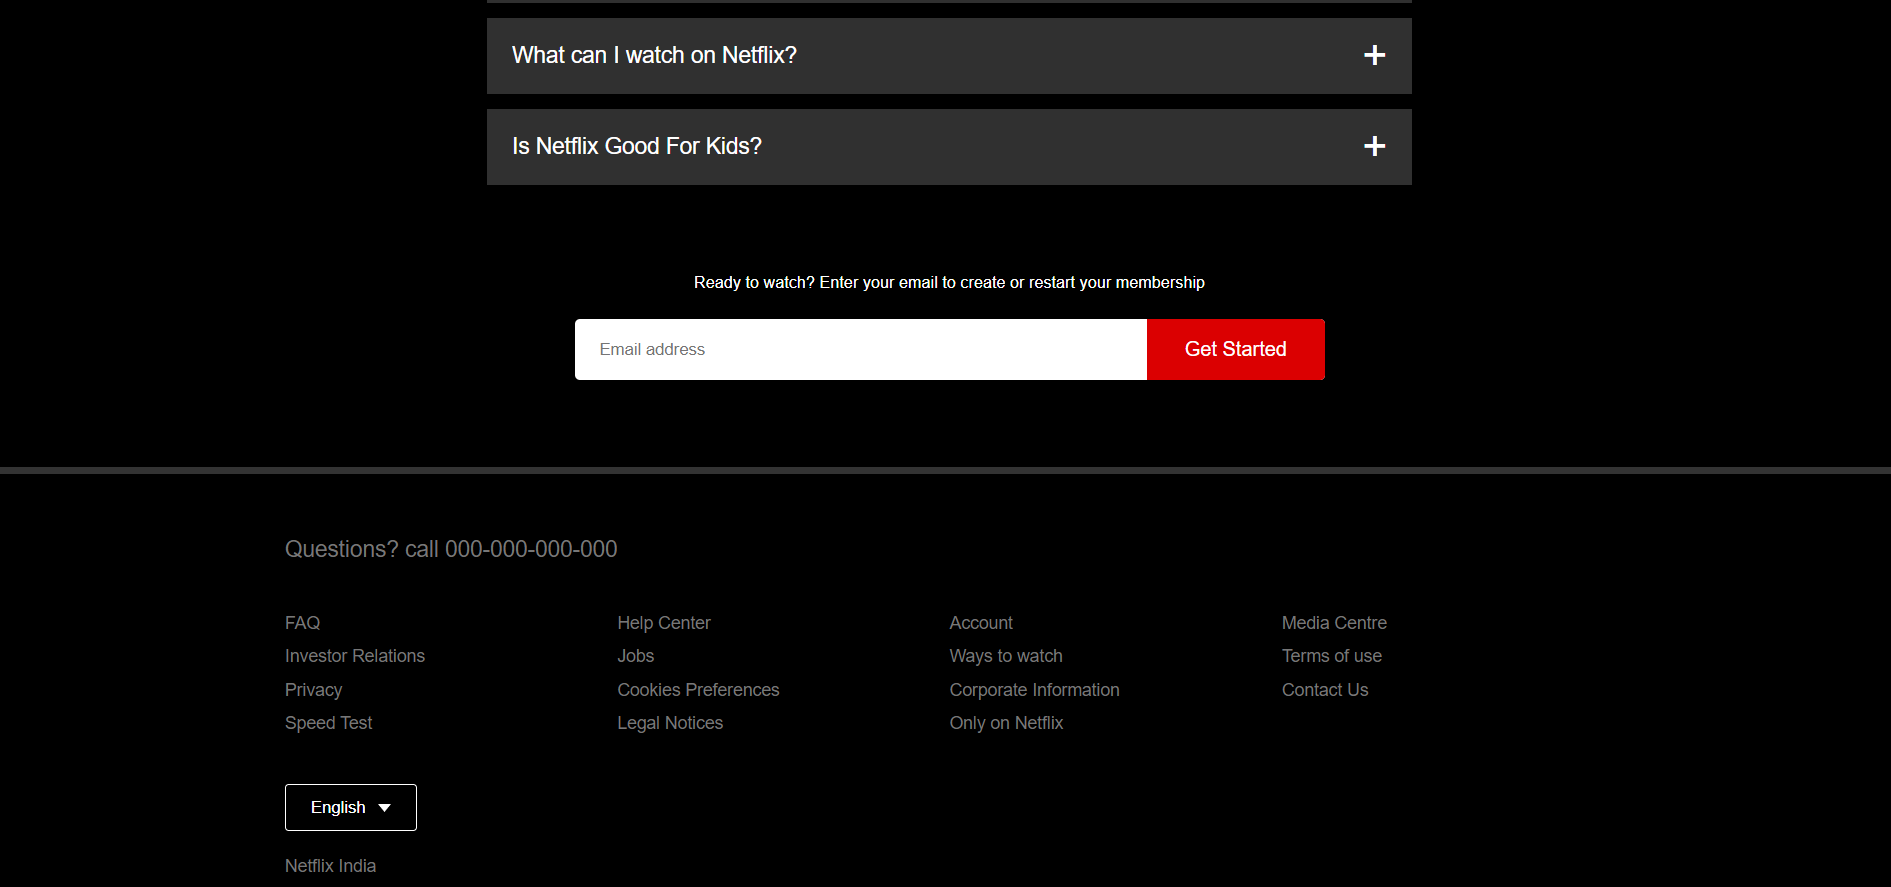 What can I watch on Netflix?
Is Netflix Good For Kids?
Ready to watch? Enter your email to create or restart your membership
Email address
Get Started
Questions? call 000-000-000-000
FAQ
Help Center
Account
Media Centre
Investor Relations
Jobs
Ways to watch
Terms of use
Privacy
Cookies Preferences
Corporate Information
Contact Us
Speed Test
Legal Notices
Only on Netflix
English
Netflix India